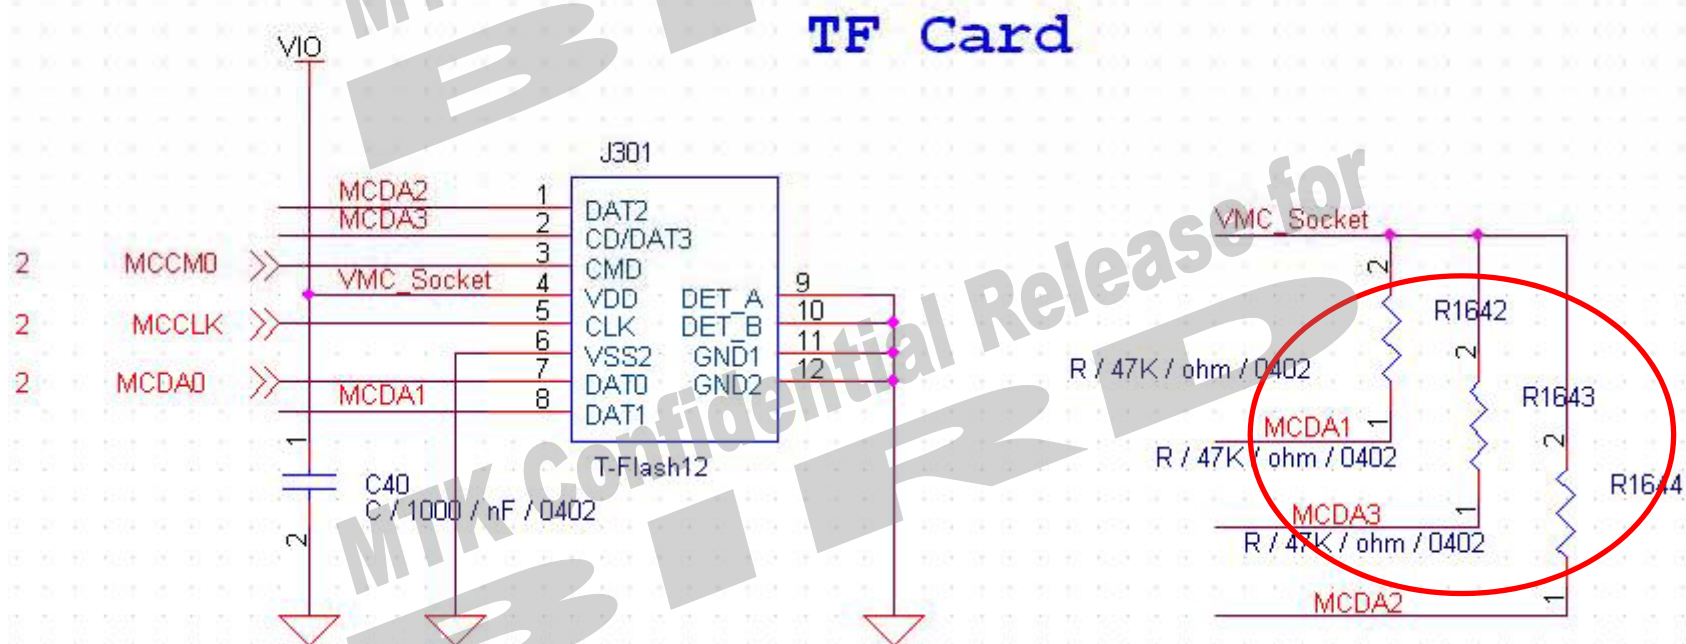 TF Card
VIO
J301
MCDA2
1
DAT2
MCDA3
2
CD/DAT3
2
MCCM0
3
CMD
VMC_Socket
4
VDD
DET_A
9
2
MCCLK
5
CLK
DET_B
10
6
VSS2
GND1
11
2
MCDA0
7
DAT0
GND2
12
MCDA1
8
DAT1
T-Flash12
1
C40
C / 1000 / nF / 0402
2
VMC_Socket
2
R1642
R / 47K / ohm / 0402
MCDA1
1
2
R1643
R / 47K / ohm / 0402
MCDA3
1
2
R1644
R / 47K / ohm / 0402
MCDA2
1
MTK Confidential Release for
BIRD